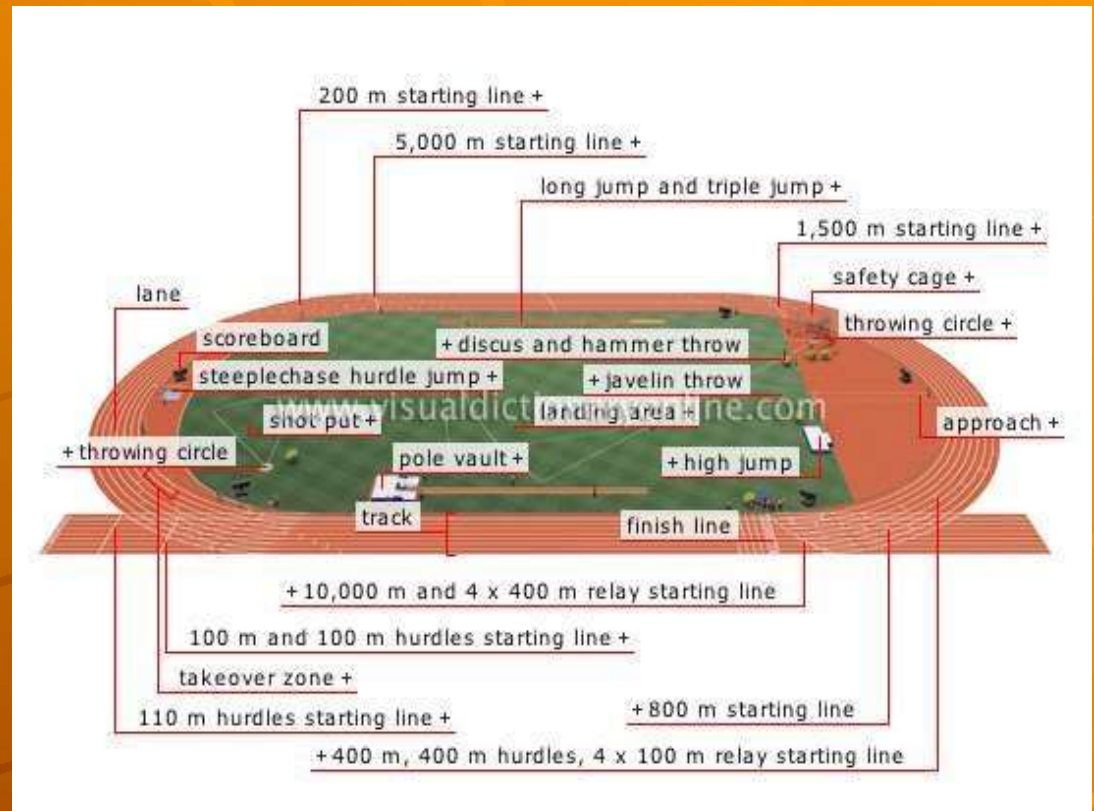 200 m starting line +
5,000 m starting line +
long jump and triple jump +
1,500 m starting line +
safety cage +
lane
throwing circle +
scoreboard
+ discus and hammer throw
steeplechase hurdle jump +
+ javelin throw
www.visualdictionaryonline.com
landing area +
shot put +
approach +
+ throwing circle
pole vault +
+ high jump
track
finish line
+ 10,000 m and 4 x 400 m relay starting line
100 m and 100 m hurdles starting line +
takeover zone +
+ 800 m starting line
110 m hurdles starting line +
+ 400 m, 400 m hurdles, 4 x 100 m relay starting line